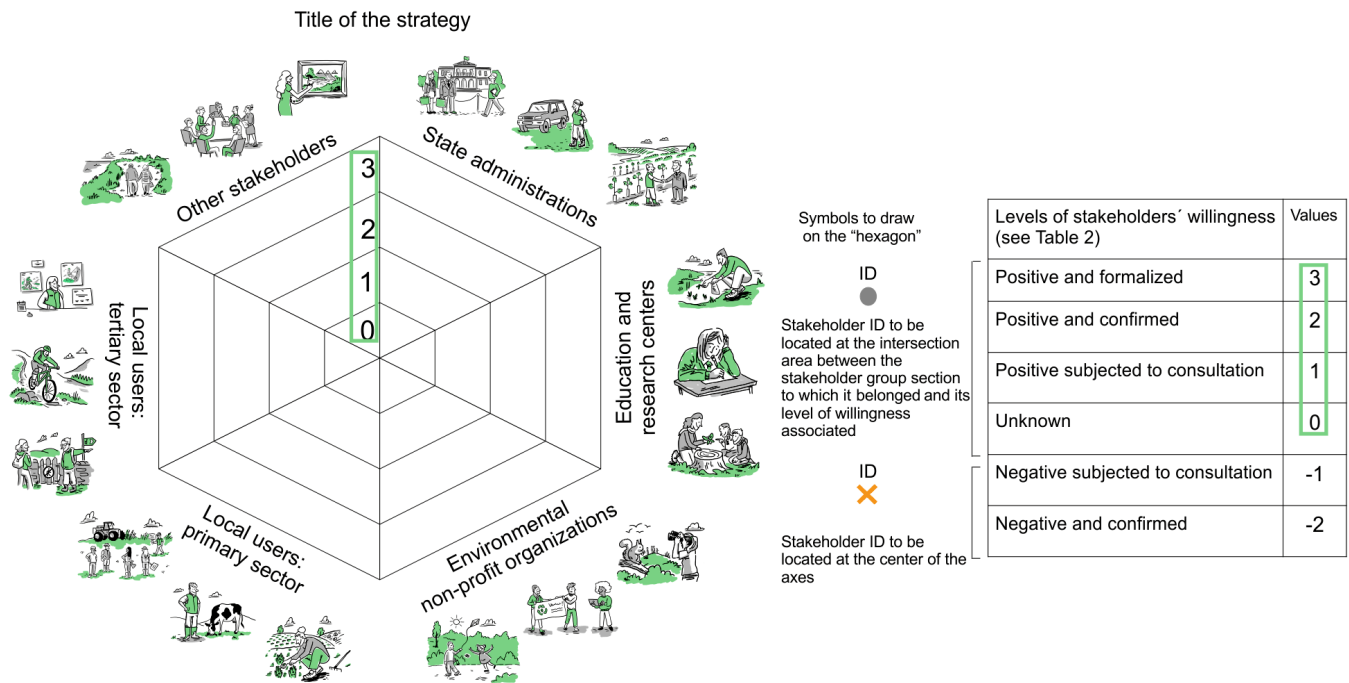 Title of the strategy
Other stakeholders
State administrations
3
2
1
0
Local users:
tertiary sector
Education and
research centers
Local users:
primary sector
Environmental
non-profit organizations
Symbols to draw
on the “hexagon”
ID
Stakeholder ID to be
located at the intersection
area between the
stakeholder group section
to which it belonged and its
level of willingness
associated
ID
Stakeholder ID to be
located at the center of the
axes
Levels of stakeholders´ willingness
(see Table 2)
Values
Positive and formalized
3
Positive and confirmed
2
Positive subjected to consultation
1
Unknown
0
Negative subjected to consultation
-1
Negative and confirmed
-2